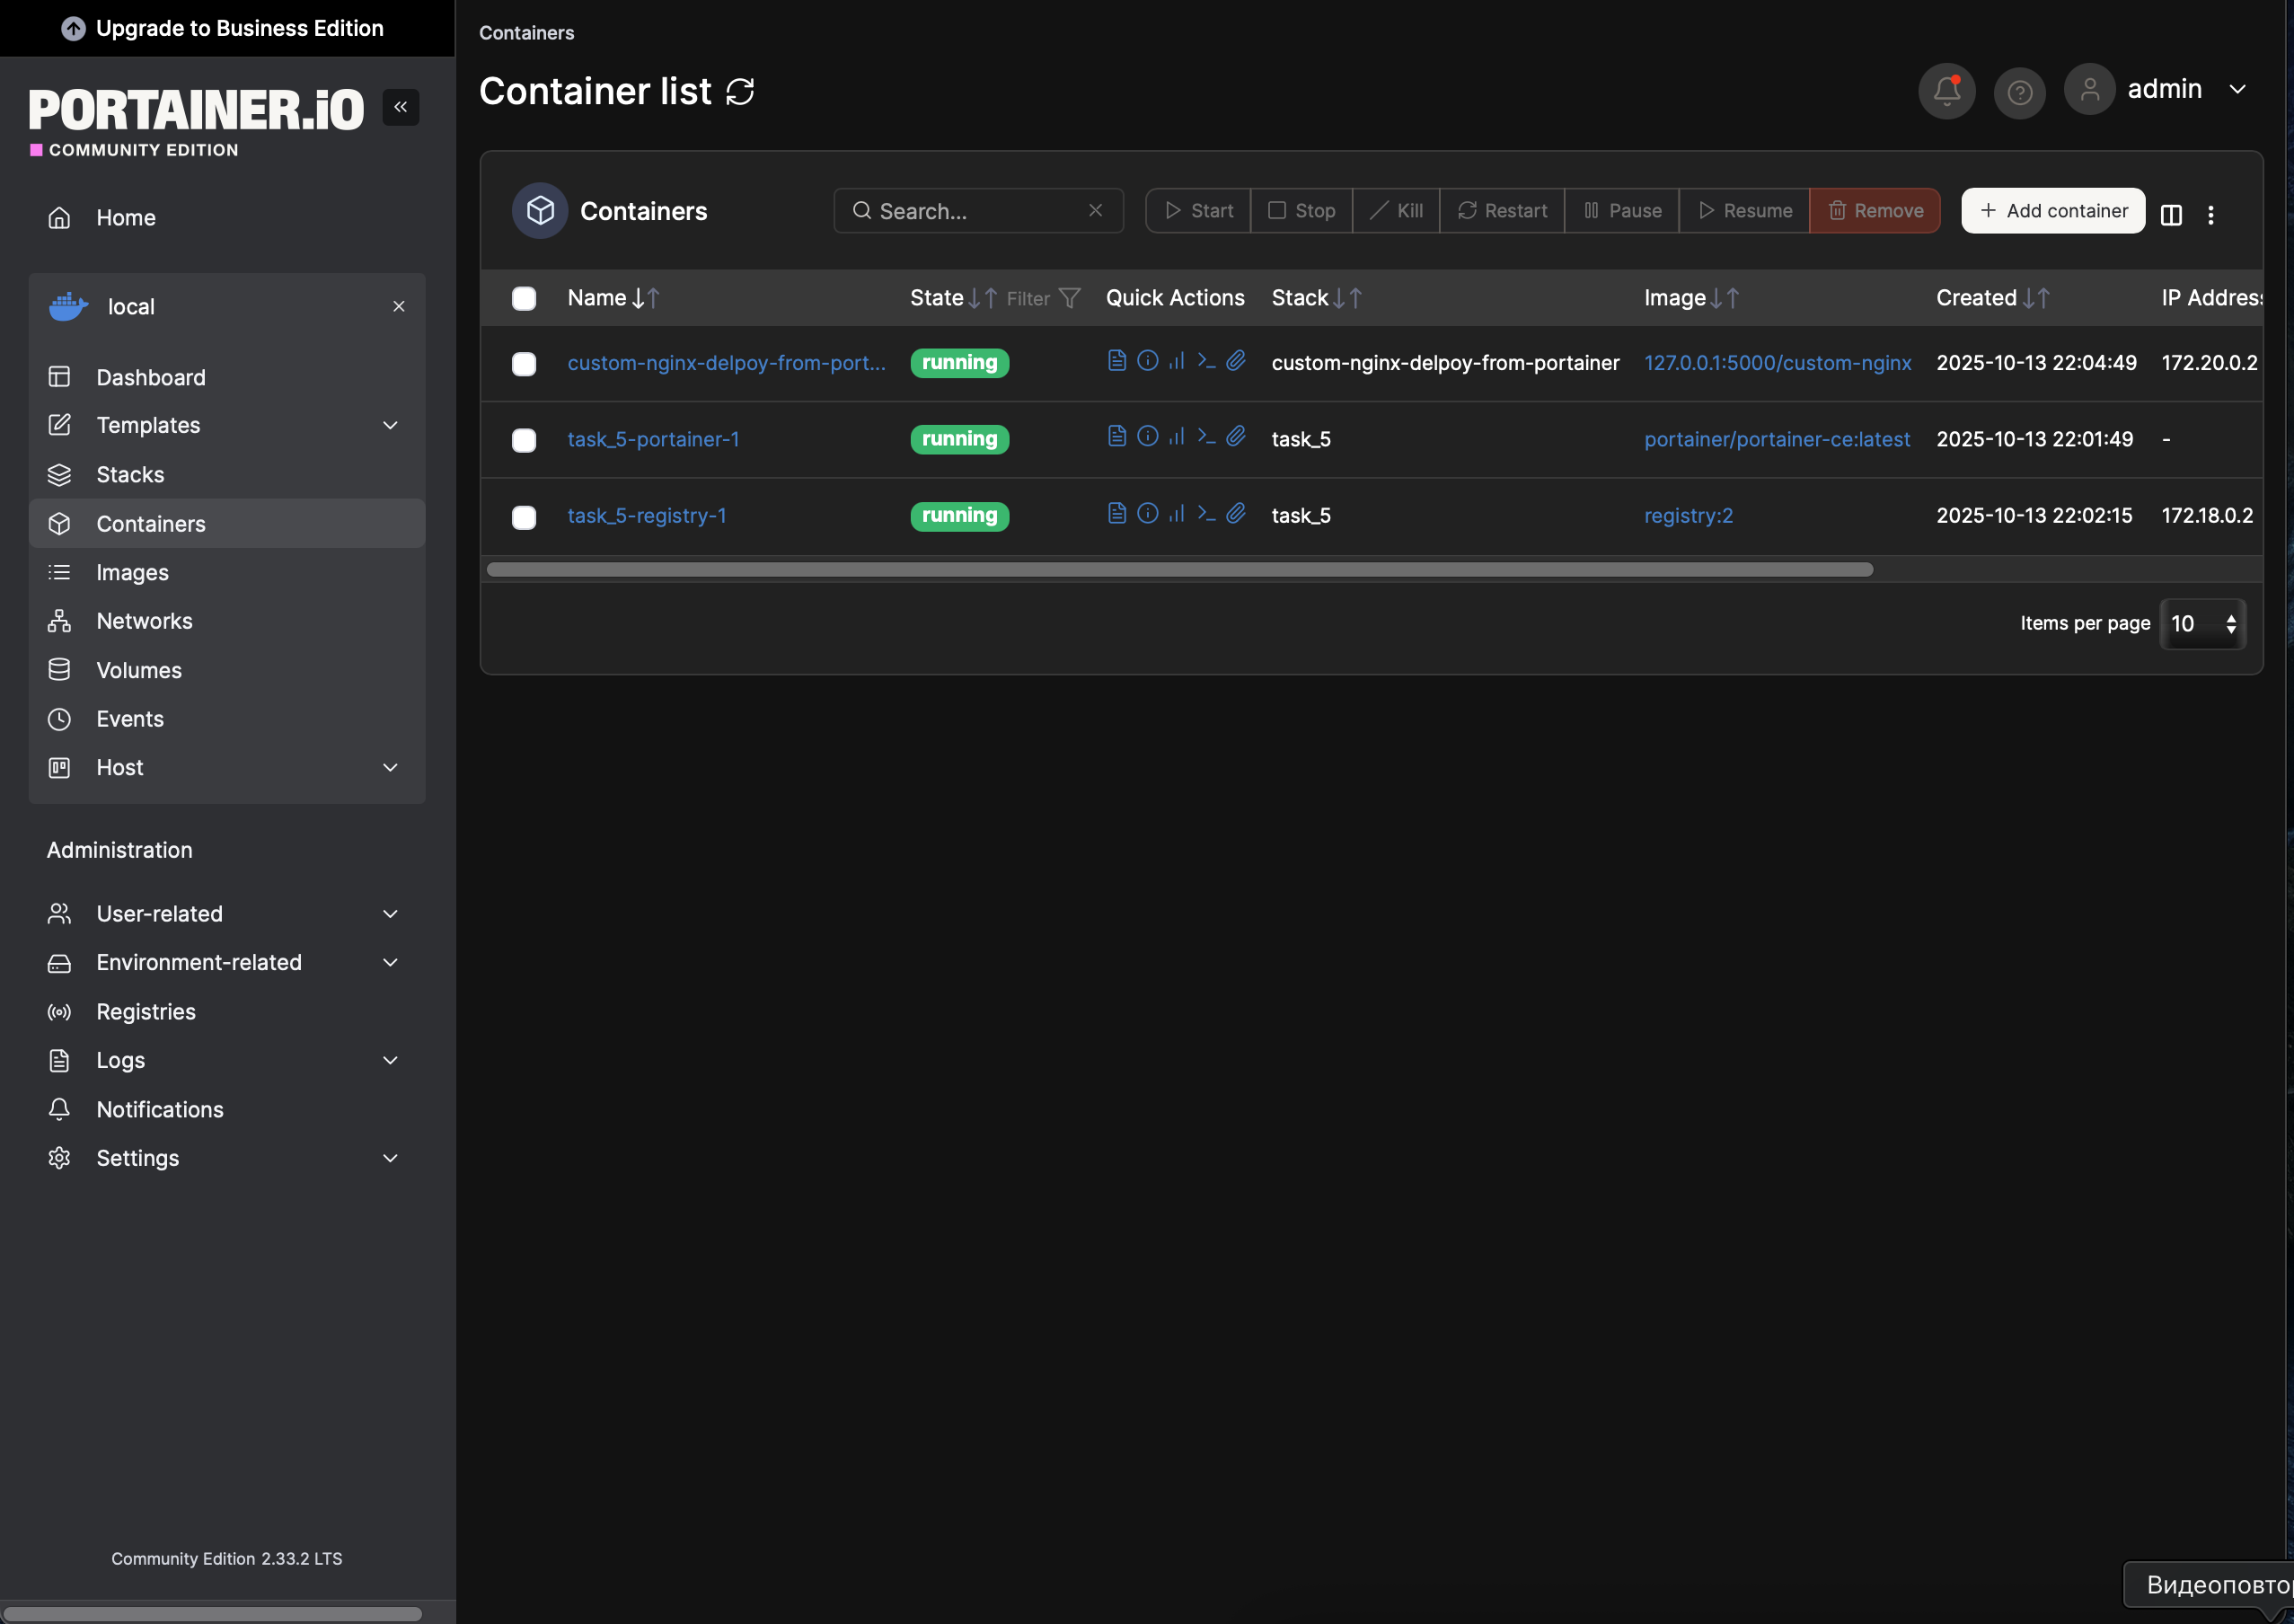 Upgrade to Business Edition
PORTAINER.iO
COMMUNITY EDITION
Home
local
Dashboard
Templates
Stacks
Containers
Images
Networks
Volumes
Events
Host
Administration
User-related
Environment-related
Registries
Logs
Notifications
Settings
Community Edition 2.33.2 LTS
Containers
Container list
admin
Containers
Search...
Start Stop Kill Restart Pause Resume Remove
Add container
Name State Filter Quick Actions Stack Image Created IP Address
custom-nginx-delpoy-from-port... running custom-nginx-delpoy-from-portainer 127.0.0.1:5000/custom-nginx 2025-10-13 22:04:49 172.20.0.2
task_5-portainer-1 running task_5 portainer/portainer-ce:latest 2025-10-13 22:01:49 -
task_5-registry-1 running task_5 registry:2 2025-10-13 22:02:15 172.18.0.2
Items per page 10